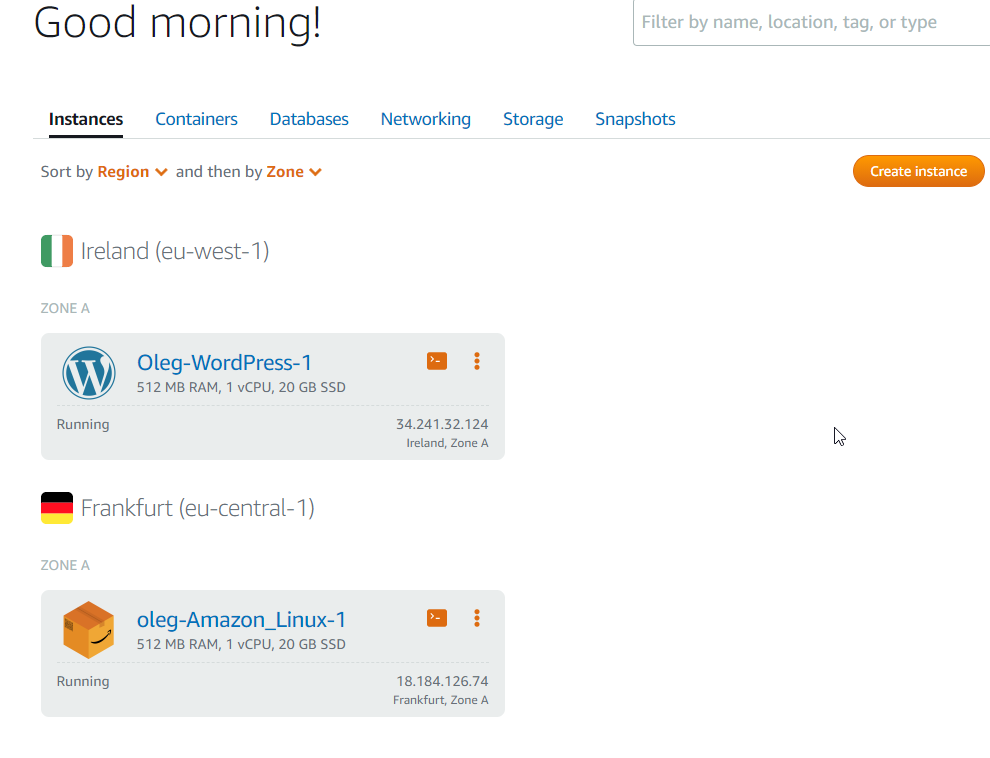 Good morning!
Filter by name, location, tag, or type
Instances Containers Databases Networking Storage Snapshots
Sort by Region and then by Zone
Create instance
Ireland (eu-west-1)
ZONE A
Oleg-WordPress-1
512 MB RAM, 1 vCPU, 20 GB SSD
Running
34.241.32.124
Ireland, Zone A
Frankfurt (eu-central-1)
ZONE A
oleg-Amazon_Linux-1
512 MB RAM, 1 vCPU, 20 GB SSD
Running
18.184.126.74
Frankfurt, Zone A